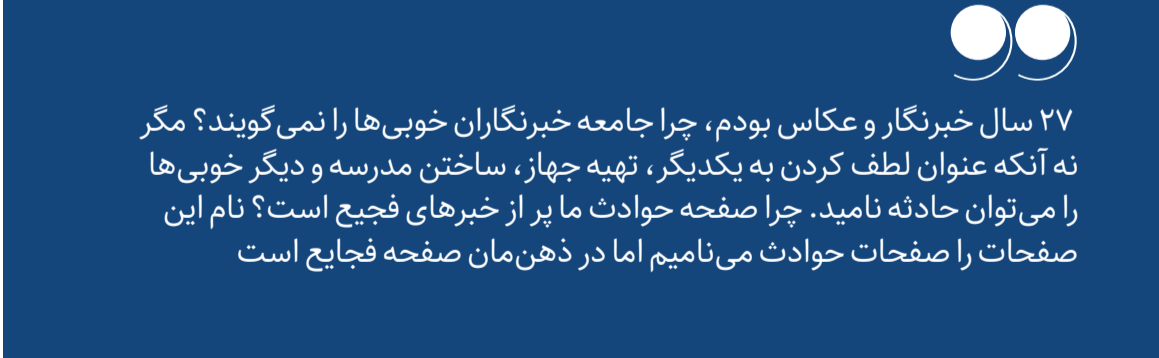 ۲۷ سال خبرنگار و عکاس بودم، چرا جامعه خبرنگاران خوبی‌ها را نمی‌گویند؟ مگر
نه آنکه عنوان لطف کردن به یکدیگر، تهیه جهاز، ساختن مدرسه و دیگر خوبی‌ها
را می‌توان حادثه نامید. چرا صفحه حوادث ما پر از خبرهای فجیع است؟ نام این
صفحات را صفحات حوادث می‌نامیم اما در ذهن‌مان صفحه فجایع است